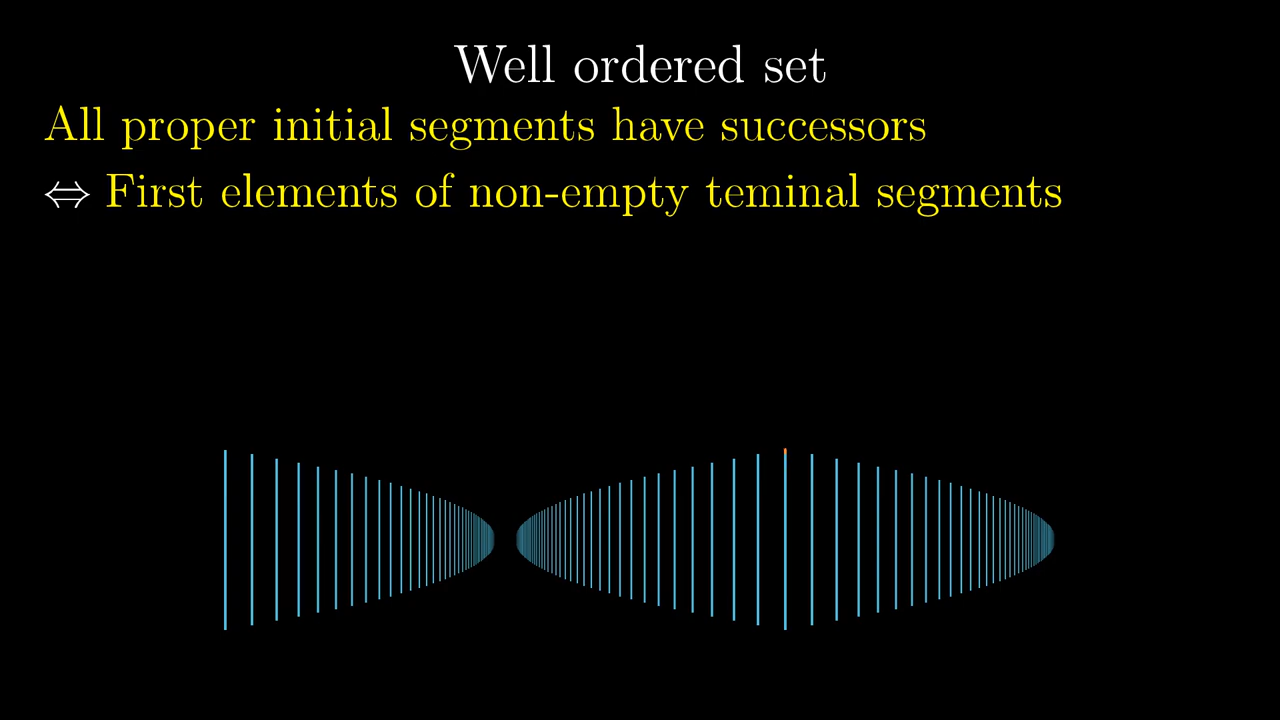 Well ordered set
All proper initial segments have successors
⇔ First elements of non-empty teminal segments